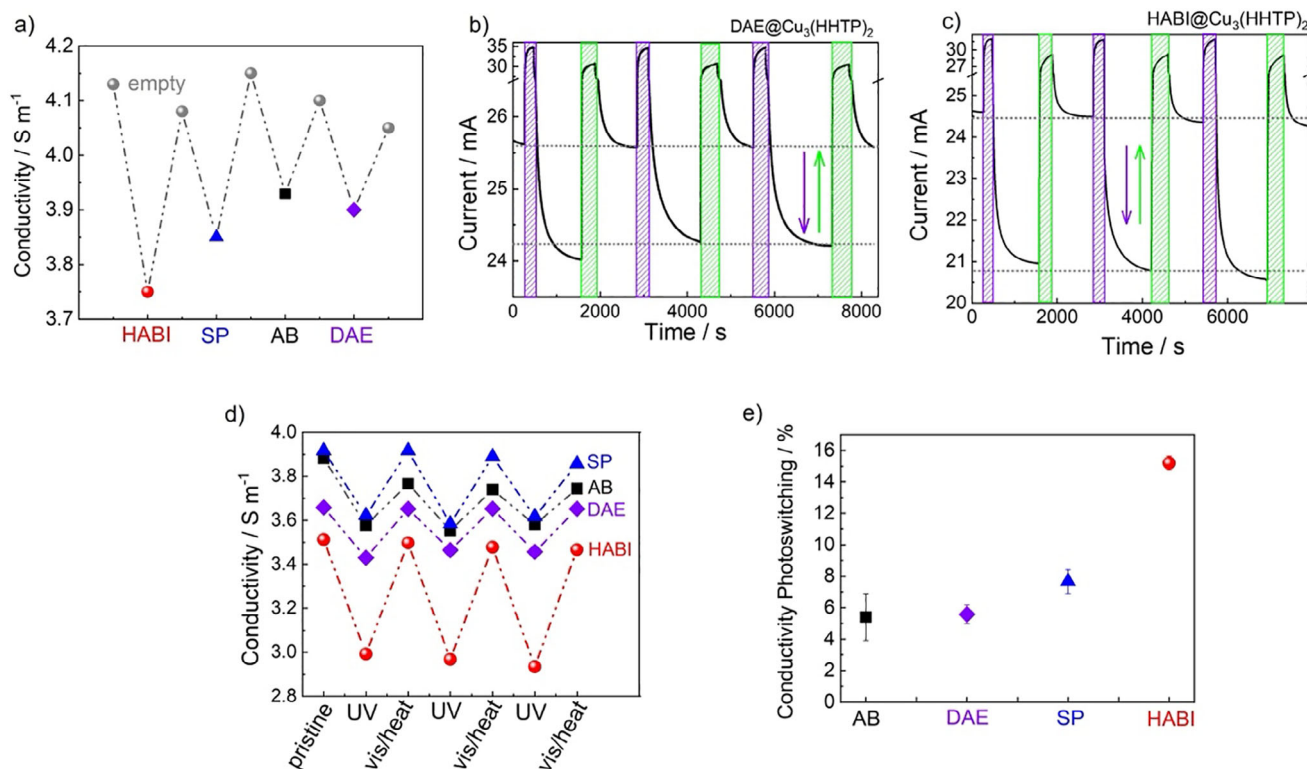 a)
Conductivity / S m⁻¹
4.2
4.1
4.0
3.9
3.8
3.7
empty
HABI
SP
AB
DAE
b)
DAE@Cu₃(HHTP)₂
Current / mA
35
30
26
25
24
0
2000
4000
6000
8000
Time / s
c)
HABI@Cu₃(HHTP)₂
Current / mA
30
27
25
24
23
22
21
20
0
2000
4000
6000
Time / s
d)
Conductivity / S m⁻¹
4.0
3.8
3.6
3.4
3.2
3.0
2.8
SP
AB
DAE
HABI
pristine
UV
vis/heat
UV
vis/heat
UV
vis/heat
e)
Conductivity Photoswitching / %
16
14
12
10
8
6
4
2
0
AB
DAE
SP
HABI